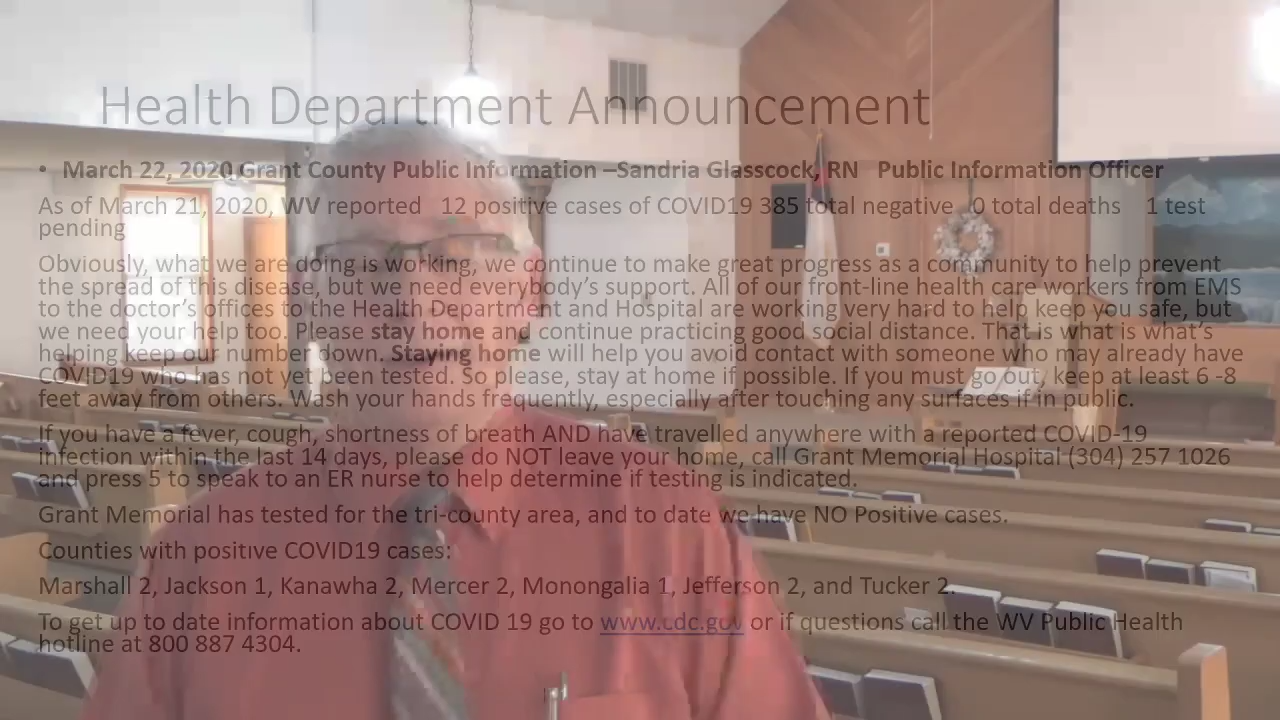 Health Department Announcement
• March 22, 2020 Grant County Public Information –Sandria Glasscock, RN Public Information Officer
As of March 21, 2020, WV reported 12 positive cases of COVID19 385 total negative 0 total deaths 1 test
pending
Obviously, what we are doing is working, we continue to make great progress as a community to help prevent
the spread of this disease, but we need everybody's support. All of our front-line health care workers from EMS
to the doctor's offices to the Health Department and Hospital are working very hard to help keep you safe, but
we need your help too. Please stay home and continue practicing good social distance. That is what is what's
helping keep our number down. Staying home will help you avoid contact with someone who may already have
COVID19 who has not yet been tested. So please, stay at home if possible. If you must go out, keep at least 6 -8
feet away from others. Wash your hands frequently, especially after touching any surfaces if in public.
If you have a fever, cough, shortness of breath AND have travelled anywhere with a reported COVID-19
infection within the last 14 days, please do NOT leave your home, call Grant Memorial Hospital (304) 257 1026
and press 5 to speak to an ER nurse to help determine if testing is indicated.
Grant Memorial has tested for the tri-county area, and to date we have NO Positive cases.
Counties with positive COVID19 cases:
Marshall 2, Jackson 1, Kanawha 2, Mercer 2, Monongalia 1, Jefferson 2, and Tucker 2.
To get up to date information about COVID 19 go to www.cdc.gov or if questions call the WV Public Health
hotline at 800 887 4304.